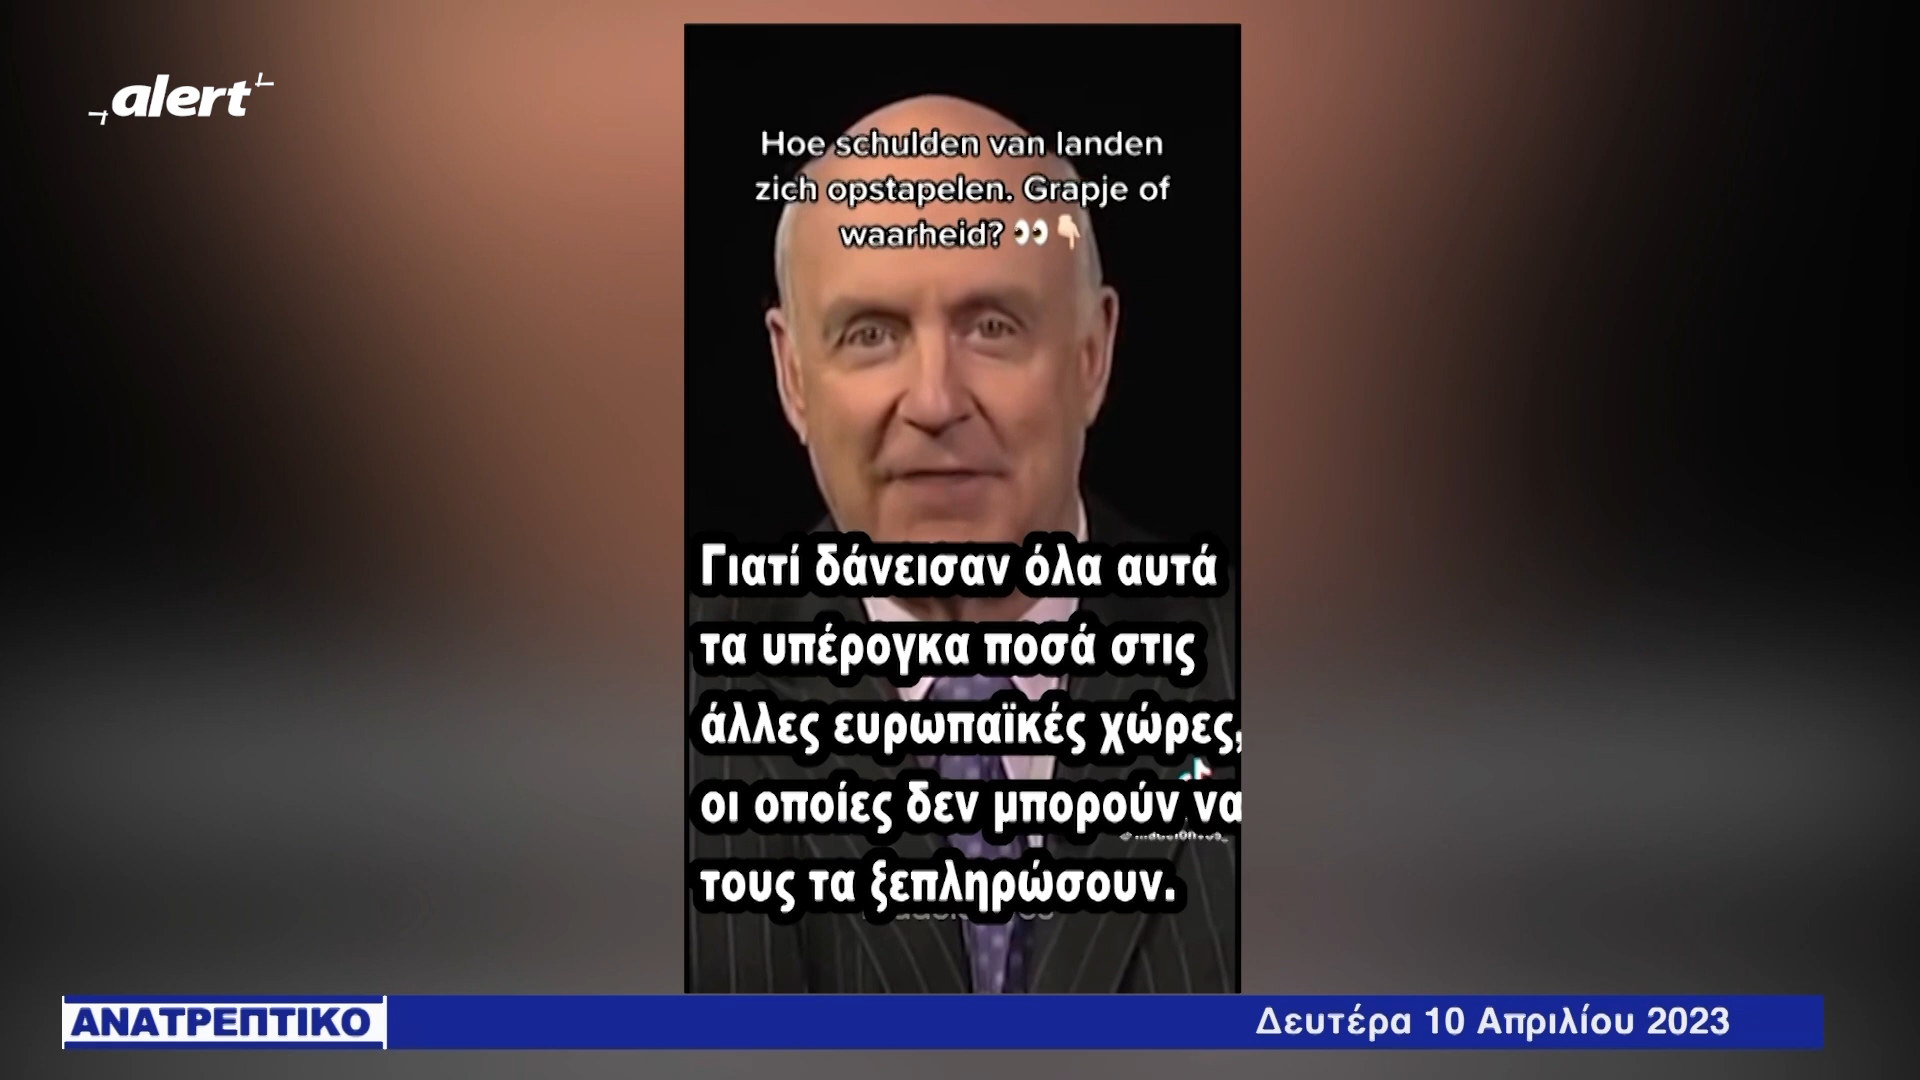 alert
Hoe schulden van landen
zich opstapelen. Grapje of
waarheid? 👀👇🏻
Γιατί δάνεισαν όλα αυτά
τα υπέρογκα ποσά στις
άλλες ευρωπαϊκές χώρες,
οι οποίες δεν μπορούν να
τους τα ξεπληρώσουν.
ΑΝΑΤΡΕΠΤΙΚΟ
Δευτέρα 10 Απριλίου 2023